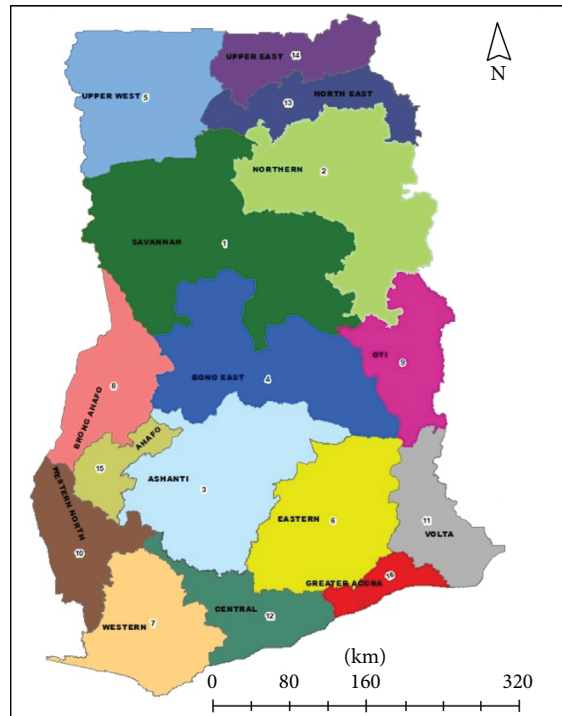 UPPER EAST
14
N
UPPER WEST
5
13
NORTH EAST
NORTHERN
2
SAVANNAH
1
OTI
9
BONO EAST
4
8
BRONG AHAFO
AHAFO
15
ASHANTI
3
WESTERN NORTH
10
EASTERN
6
11
VOLTA
GREATER ACCRA
16
CENTRAL
12
WESTERN
7
(km)
0 80 160 320